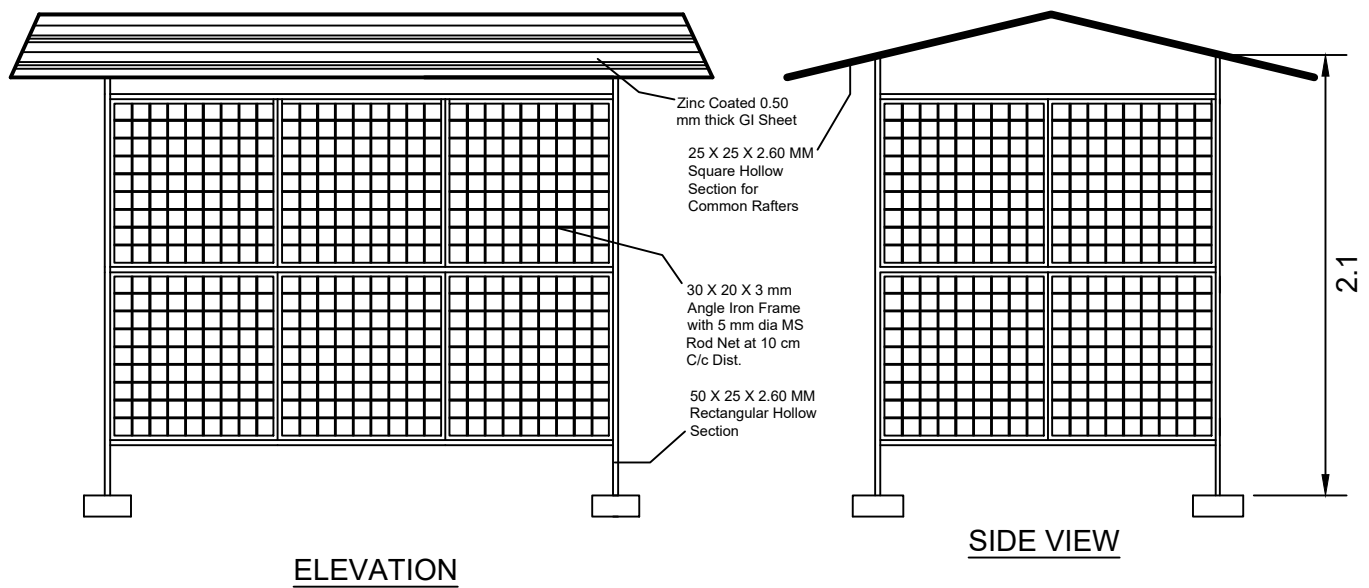 Zinc Coated 0.50
mm thick GI Sheet
25 X 25 X 2.60 MM
Square Hollow
Section for
Common Rafters
30 X 20 X 3 mm
Angle Iron Frame
with 5 mm dia MS
Rod Net at 10 cm
C/c Dist.
50 X 25 X 2.60 MM
Rectangular Hollow
Section
2.1
SIDE VIEW
ELEVATION